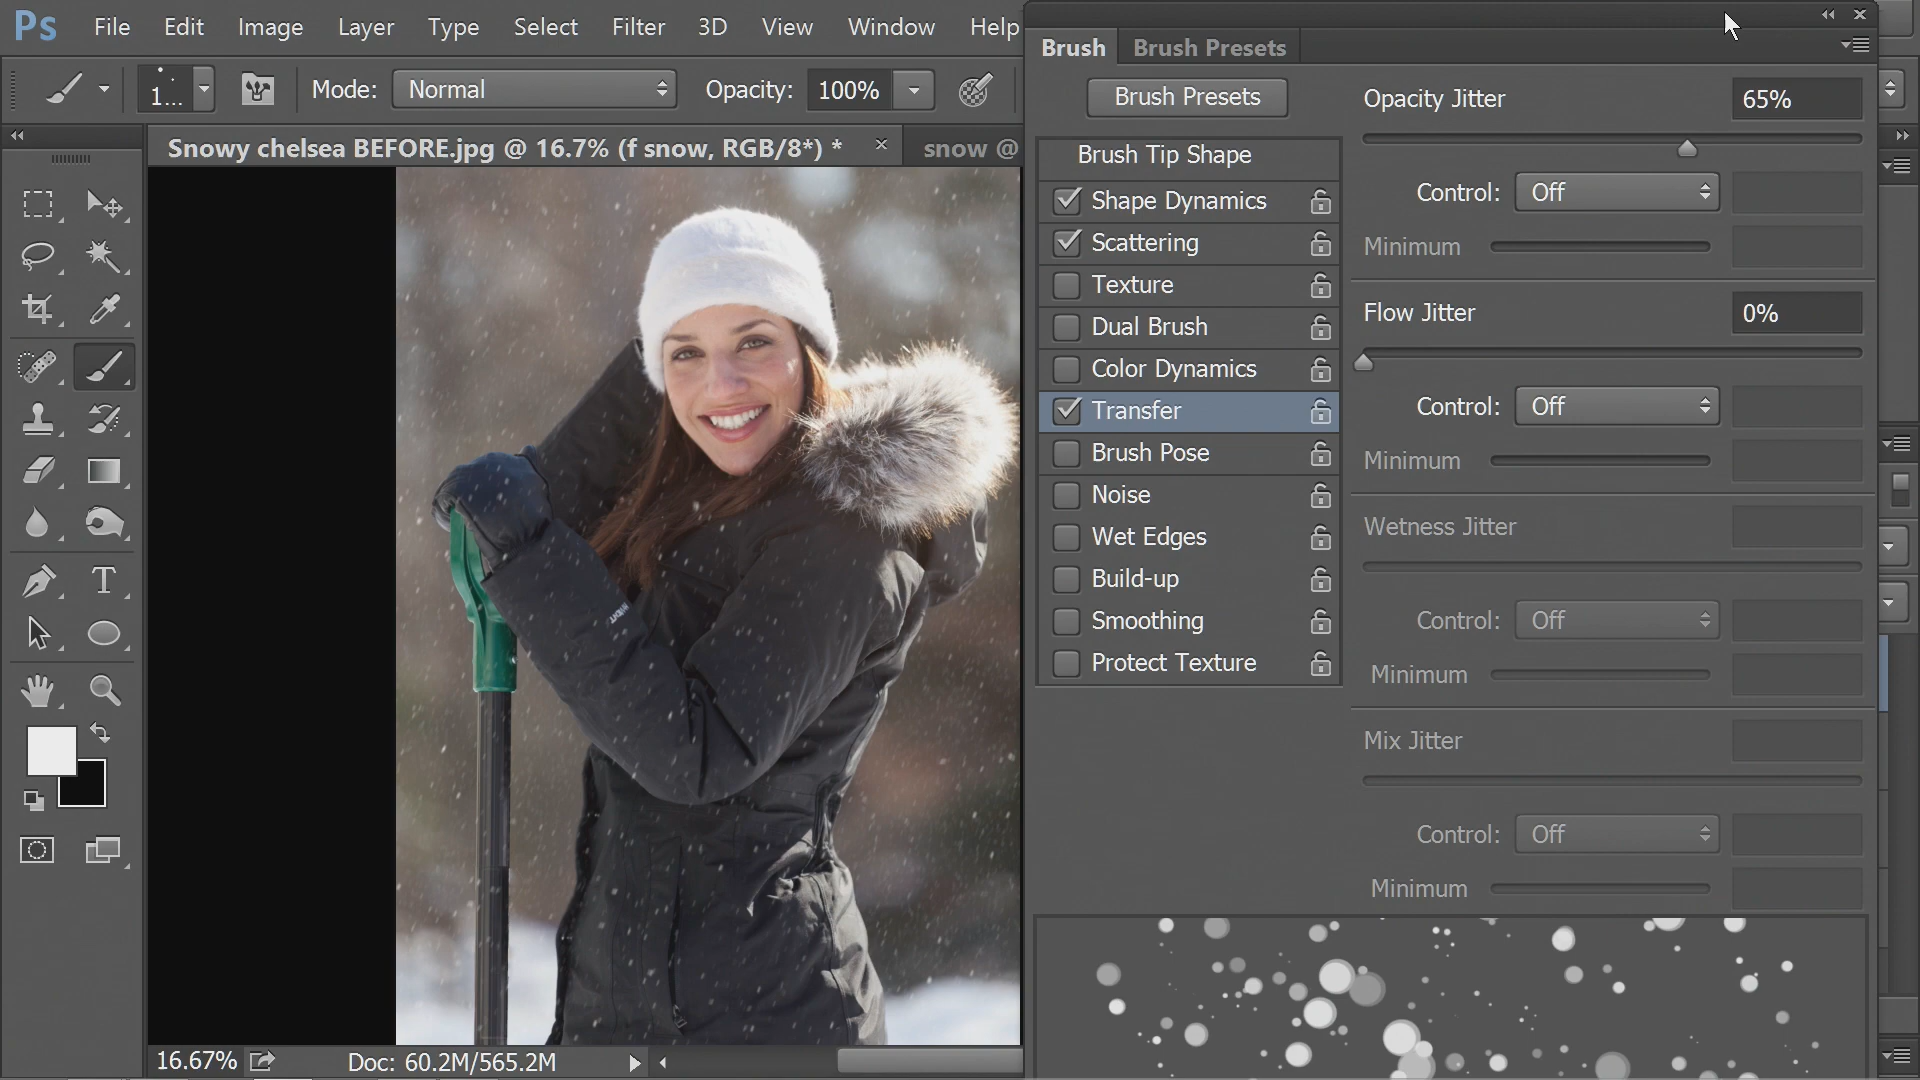 Ps File Edit Image Layer Type Select Filter 3D View Window Help
1... Mode: Normal Opacity: 100%
Snowy chelsea BEFORE.jpg @ 16.7% (f snow, RGB/8*) * × snow @
Brush Brush Presets
Brush Presets
Brush Tip Shape
Shape Dynamics
Scattering
Texture
Dual Brush
Color Dynamics
Transfer
Brush Pose
Noise
Wet Edges
Build-up
Smoothing
Protect Texture
Opacity Jitter 65%
Control: Off
Minimum
Flow Jitter 0%
Control: Off
Minimum
Wetness Jitter
Control: Off
Minimum
Mix Jitter
Control: Off
Minimum
T
16.67% Doc: 60.2M/565.2M